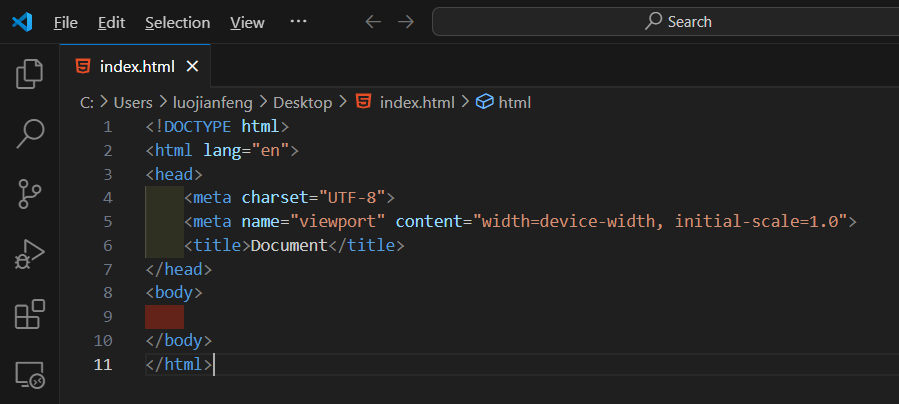 File Edit Selection View ··· Search
index.html
C: > Users > luojianfeng > Desktop > index.html > html
1 <!DOCTYPE html>
2 <html lang="en">
3 <head>
4     <meta charset="UTF-8">
5     <meta name="viewport" content="width=device-width, initial-scale=1.0">
6     <title>Document</title>
7 </head>
8 <body>
9
10 </body>
11 </html>